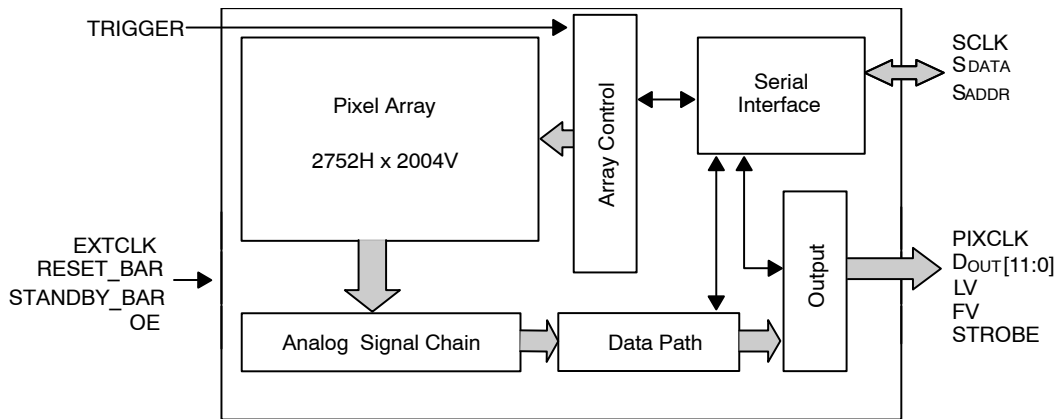 TRIGGER
Pixel Array
2752H x 2004V
Array Control
Serial
Interface
SCLK
SDATA
SADDR
EXTCLK
RESET_BAR
STANDBY_BAR
OE
Analog Signal Chain
Data Path
Output
PIXCLK
DOUT[11:0]
LV
FV
STROBE